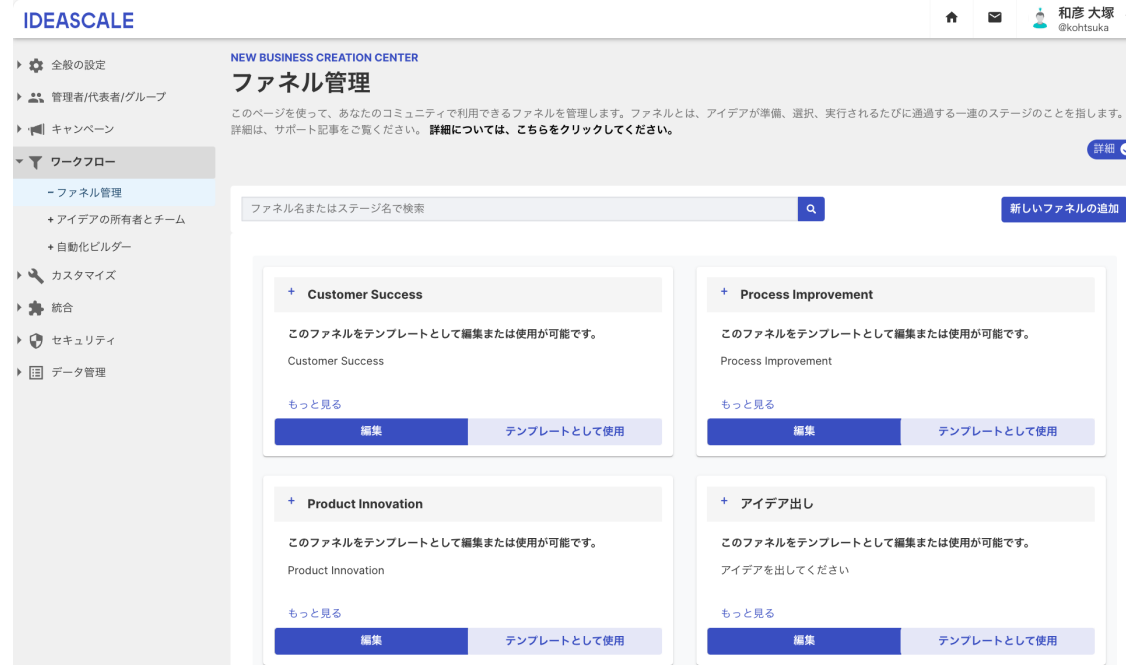 IDEASCALE
和彦 大塚
@kohtsuka
全般の設定
管理者/代表者/グループ
キャンペーン
ワークフロー
− ファネル管理
+ アイデアの所有者とチーム
+ 自動化ビルダー
カスタマイズ
統合
セキュリティ
データ管理
NEW BUSINESS CREATION CENTER
ファネル管理
このページを使って、あなたのコミュニティで利用できるファネルを管理します。ファネルとは、アイデアが準備、選択、実行されるたびに通過する一連のステージのことを指します。
詳細は、サポート記事をご覧ください。 詳細については、こちらをクリックしてください。
詳細
ファネル名またはステージ名で検索
新しいファネルの追加
+ Customer Success
このファネルをテンプレートとして編集または使用が可能です。
Customer Success
もっと見る
編集 テンプレートとして使用
+ Process Improvement
このファネルをテンプレートとして編集または使用が可能です。
Process Improvement
もっと見る
編集 テンプレートとして使用
+ Product Innovation
このファネルをテンプレートとして編集または使用が可能です。
Product Innovation
もっと見る
編集 テンプレートとして使用
+ アイデア出し
このファネルをテンプレートとして編集または使用が可能です。
アイデアを出してください
もっと見る
編集 テンプレートとして使用